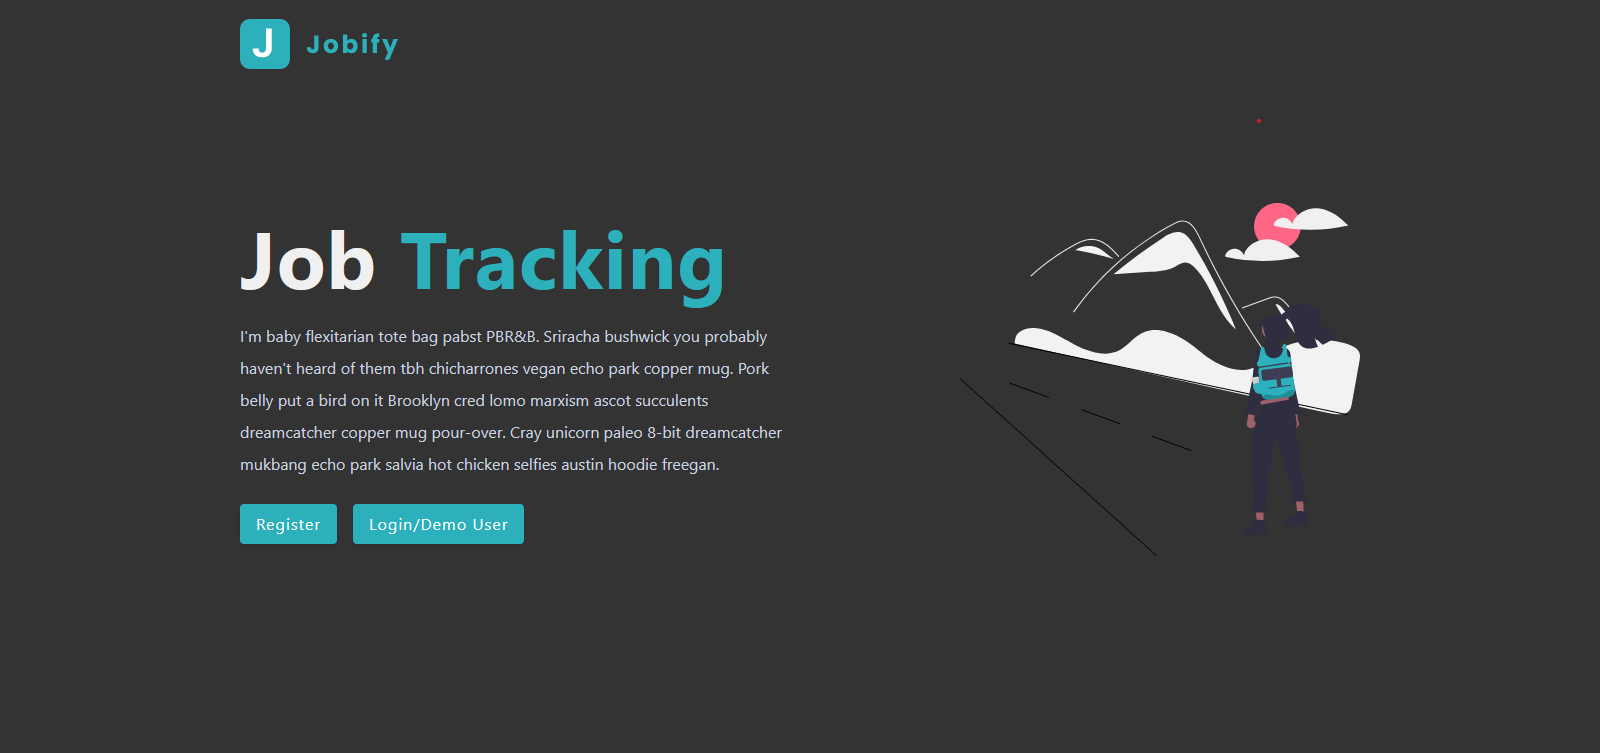 J Jobify
Job Tracking
I'm baby flexitarian tote bag pabst PBR&B. Sriracha bushwick you probably
haven't heard of them tbh chicharrones vegan echo park copper mug. Pork
belly put a bird on it Brooklyn cred lomo marxism ascot succulents
dreamcatcher copper mug pour-over. Cray unicorn paleo 8-bit dreamcatcher
mukbang echo park salvia hot chicken selfies austin hoodie freegan.
Register
Login/Demo User